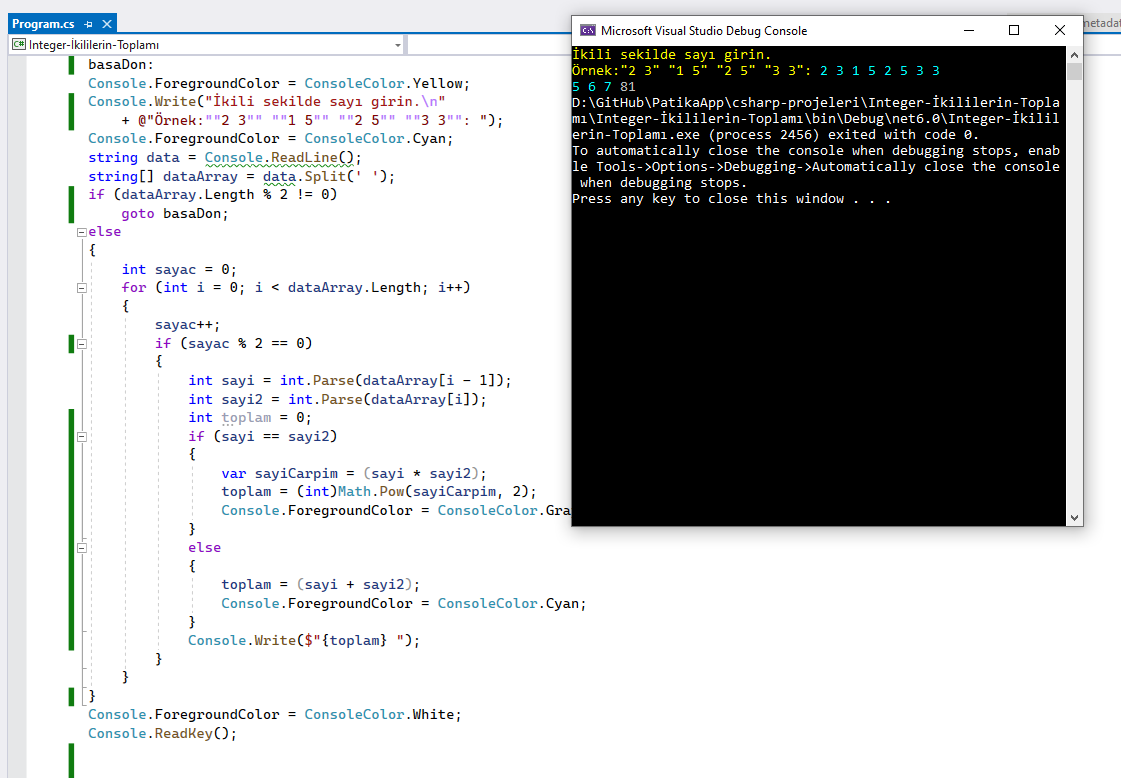 Program.cs
Integer-İkililerin-Toplamı
basaDon:
Console.ForegroundColor = ConsoleColor.Yellow;
Console.Write("İkili sekilde sayı girin.\n"
+ @"Örnek:""2 3"" ""1 5"" ""2 5"" ""3 3"": ");
Console.ForegroundColor = ConsoleColor.Cyan;
string data = Console.ReadLine();
string[] dataArray = data.Split(' ');
if (dataArray.Length % 2 != 0)
goto basaDon;
else
{
int sayac = 0;
for (int i = 0; i < dataArray.Length; i++)
{
sayac++;
if (sayac % 2 == 0)
{
int sayi = int.Parse(dataArray[i - 1]);
int sayi2 = int.Parse(dataArray[i]);
int toplam = 0;
if (sayi == sayi2)
{
var sayiCarpim = (sayi * sayi2);
toplam = (int)Math.Pow(sayiCarpim, 2);
Console.ForegroundColor = ConsoleColor.Gra
}
else
{
toplam = (sayi + sayi2);
Console.ForegroundColor = ConsoleColor.Cyan;
}
Console.Write($"{toplam} ");
}
}
}
Console.ForegroundColor = ConsoleColor.White;
Console.ReadKey();
Microsoft Visual Studio Debug Console
İkili sekilde sayı girin.
Örnek:"2 3" "1 5" "2 5" "3 3": 2 3 1 5 2 5 3 3
5 6 7 81
D:\GitHub\PatikaApp\csharp-projeleri\Integer-İkililerin-Topla
mı\Integer-İkililerin-Toplamı\bin\Debug\net6.0\Integer-İkilil
erin-Toplamı.exe (process 2456) exited with code 0.
To automatically close the console when debugging stops, enab
le Tools->Options->Debugging->Automatically close the console
when debugging stops.
Press any key to close this window . . .